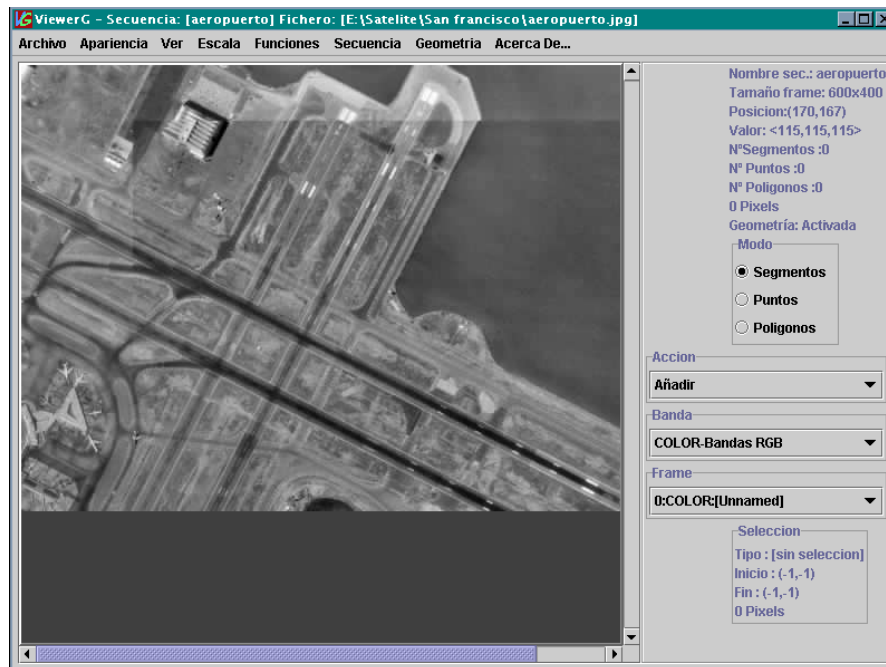 ViewerG - Secuencia: [aeropuerto] Fichero: [E:\Satelite\San francisco\aeropuerto.jpg]
Archivo Apariencia Ver Escala Funciones Secuencia Geometria Acerca De...
Nombre sec.: aeropuerto
Tamaño frame: 600x400
Posicion:(170,167)
Valor: <115,115,115>
NºSegmentos :0
Nº Puntos :0
Nº Poligonos :0
0 Pixels
Geometría: Activada
Modo
Segmentos
Puntos
Poligonos
Accion
Añadir
Banda
COLOR-Bandas RGB
Frame
0:COLOR:[Unnamed]
Seleccion
Tipo : [sin seleccion]
Inicio : (-1,-1)
Fin : (-1,-1)
0 Pixels